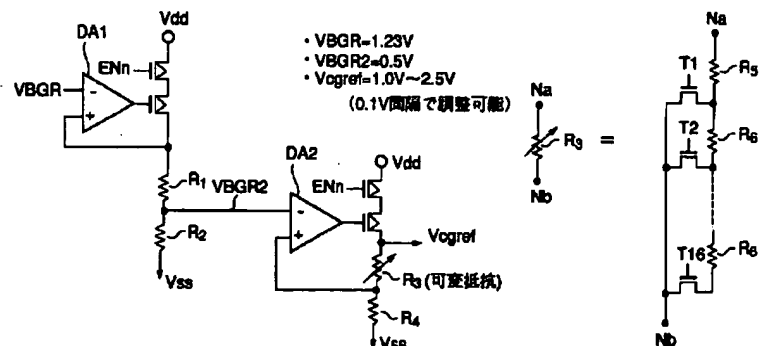 Vdd
DA1
ENn
VBGR
-
+
・VBGR=1.23V
・VBGR2=0.5V
・Vcgref=1.0V～2.5V
(0.1V間隔で調整可能)
R1
VBGR2
R2
Vss
DA2
Vdd
ENn
-
+
Vcgref
R3(可変抵抗)
R4
Vss
Na
R3
=
Nb
Na
T1
R5
T2
R6
T16
R6
Nb